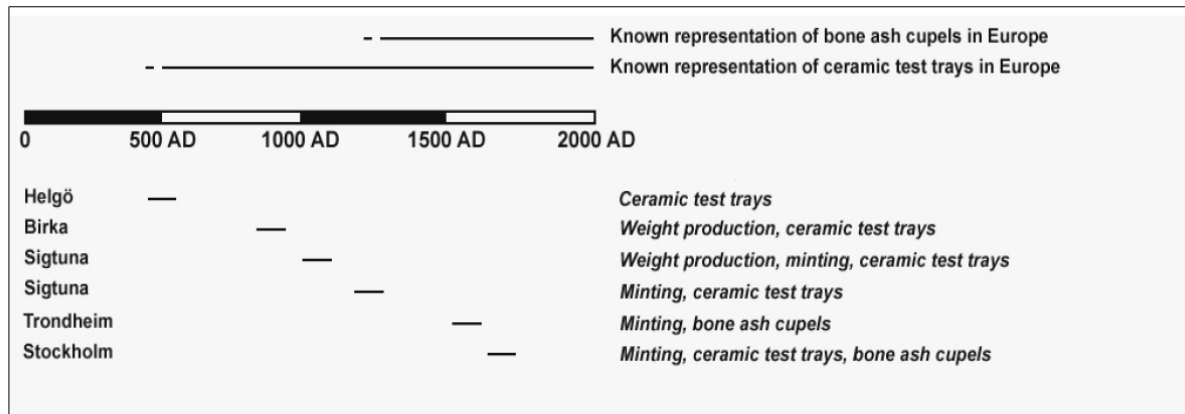 Known representation of bone ash cupels in Europe
Known representation of ceramic test trays in Europe
0 500 AD 1000 AD 1500 AD 2000 AD
Helgö Ceramic test trays
Birka Weight production, ceramic test trays
Sigtuna Weight production, minting, ceramic test trays
Sigtuna Minting, ceramic test trays
Trondheim Minting, bone ash cupels
Stockholm Minting, ceramic test trays, bone ash cupels